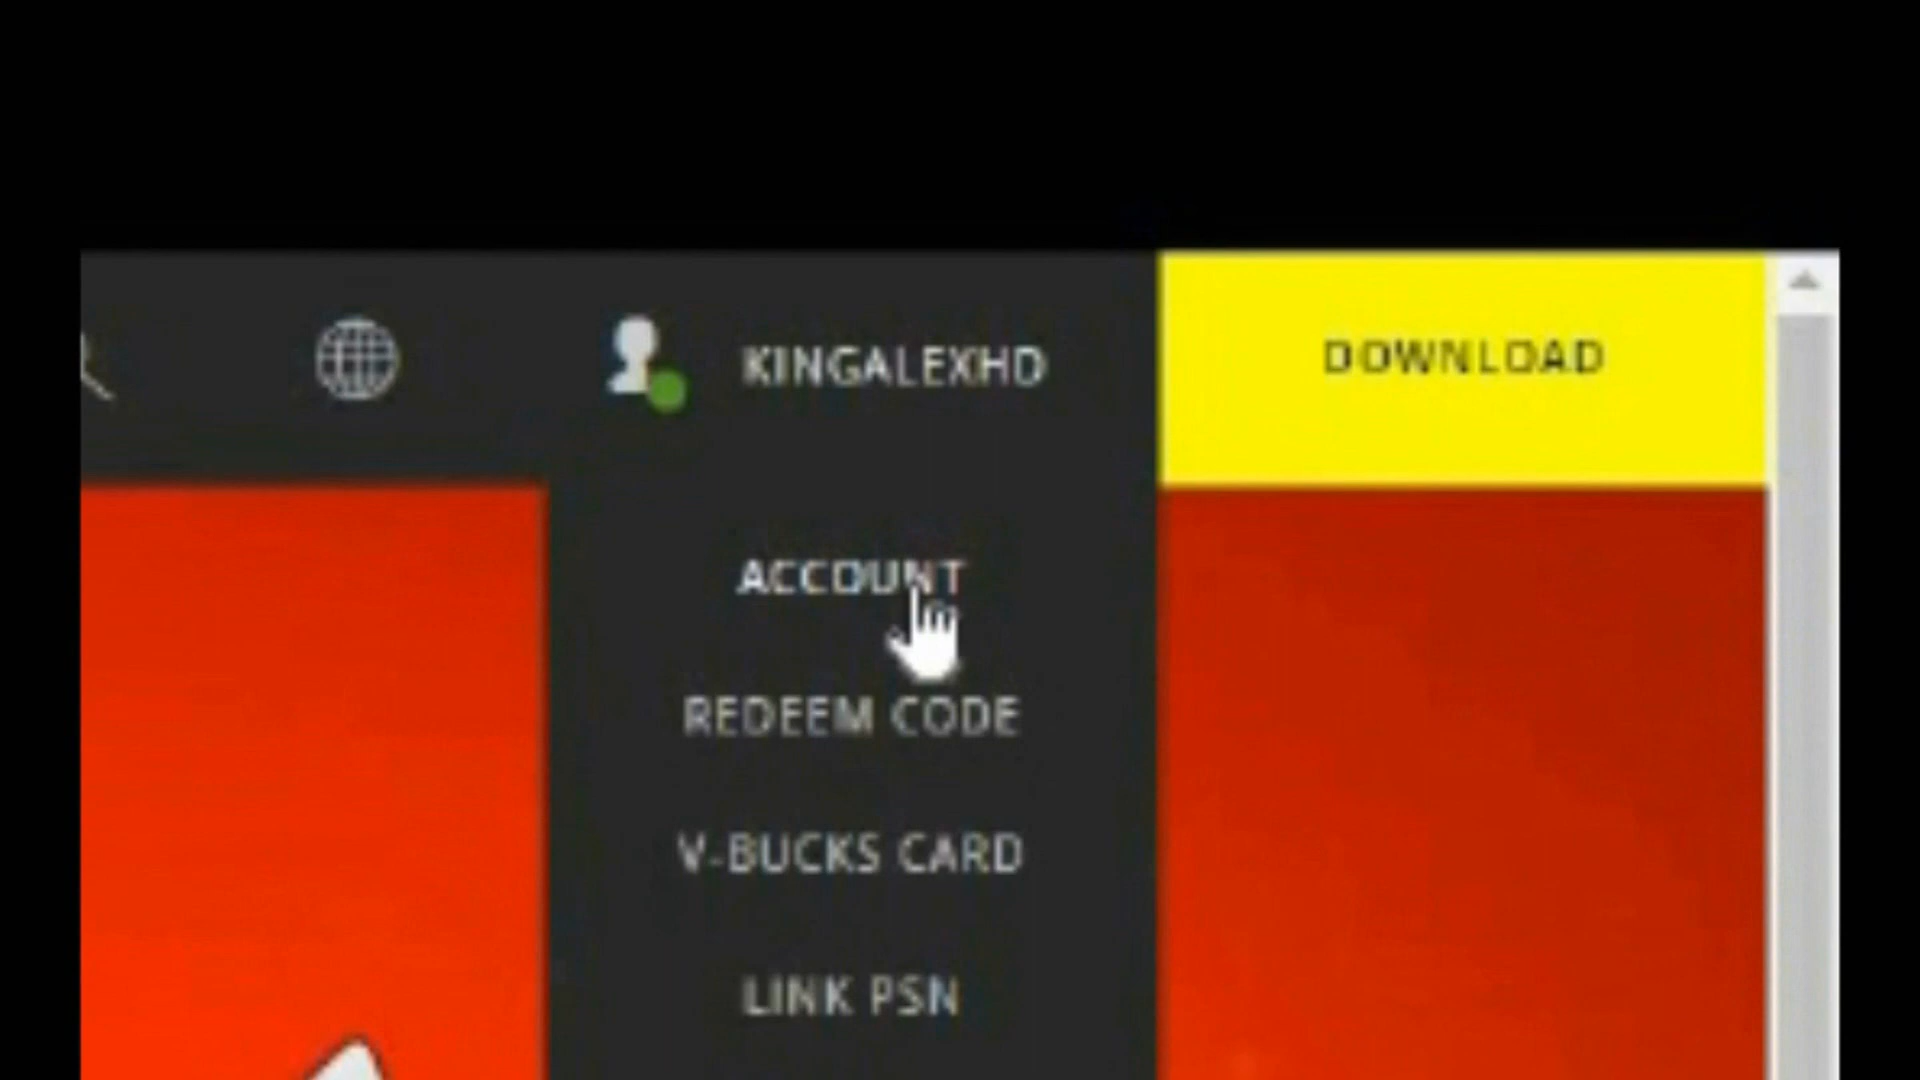 KINGALEXHD
DOWNLOAD
ACCOUNT
REDEEM CODE
V-BUCKS CARD
LINK PSN